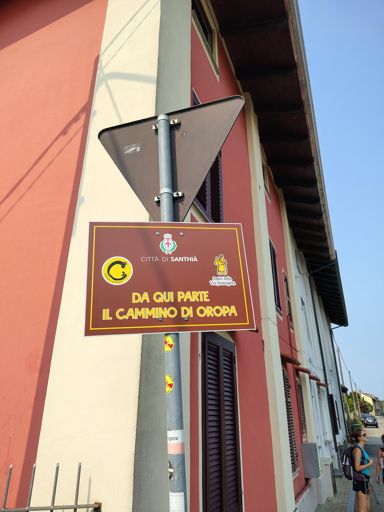 CITTÀ DI SANTHIÀ
DA QUI PARTE
IL CAMMINO DI OROPA